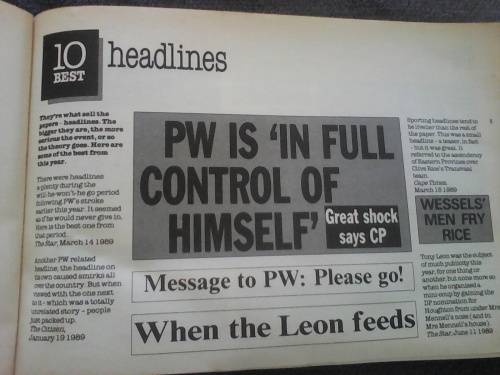 10
BEST
headlines
They're what sell the
papers - headlines. The
bigger they are, the more
serious the event, or so
the theory goes. Here are
some of the best from
this year.
There were headlines
a plenty during the
will-he-won't-he go period
following PW's stroke
earlier this year. It seemed
as if he would never give in.
Here is the best one from
that period.
The Star, March 14 1989
Another PW related
headline, the headline on
its own caused smirks all
over the country. But when
viewed with the one next
to it - which was a totally
unrelated story - people
just packed up.
The Citizen,
January 19 1989
PW IS 'IN FULL
CONTROL OF
HIMSELF'
Great shock
says CP
Message to PW: Please go!
When the Leon feeds
Sporting headlines tend to
be livelier than the rest of
the paper. This was a small
headline - a teaser, in fact
- but it was great. It
referred to the ascendency
of Eastern Province over
Clive Rice's Transvaal
team.
Cape Times,
March 18 1989
WESSELS'
MEN FRY
RICE
Tony Leon was the subject
of much publicity this
year, for one thing or
another, but none more so
when he organised a
mini-coup by gaining the
DP nomination for
Houghton from under Mrs
Mennell's nose (and in
Mrs Mennell's house).
The Star, June 11 1989